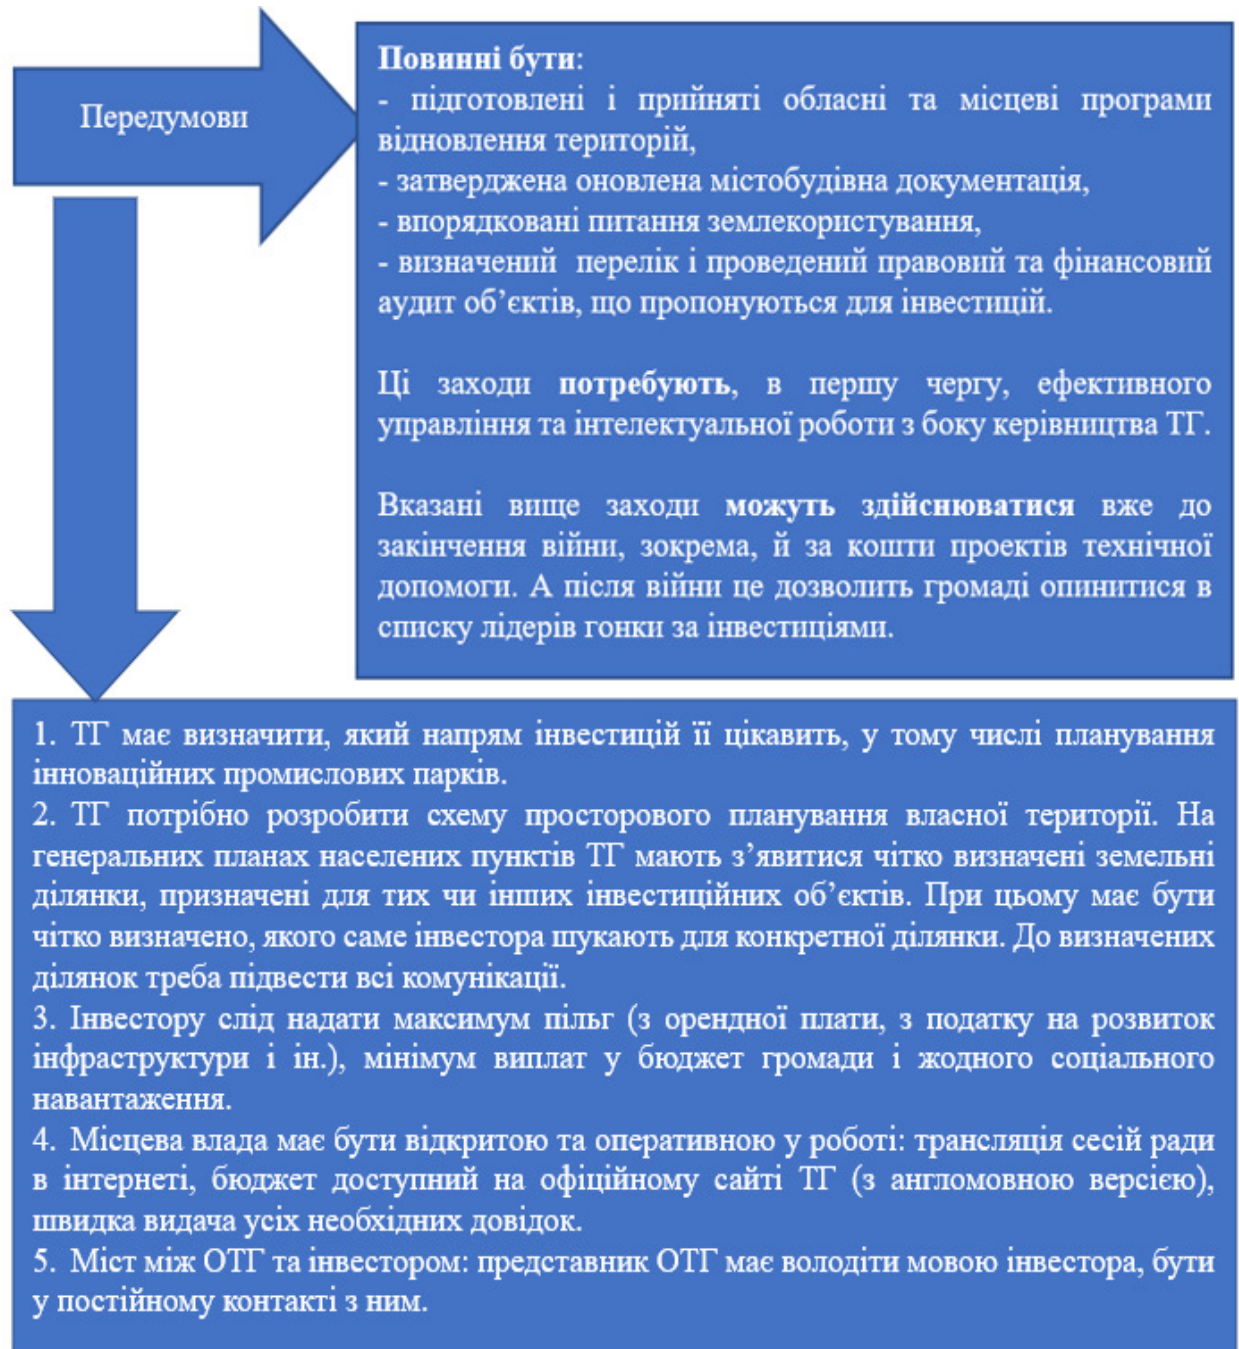 Передумови
Повинні бути:
- підготовлені і прийняті обласні та місцеві програми
відновлення територій,
- затверджена оновлена містобудівна документація,
- впорядковані питання землекористування,
- визначений перелік і проведений правовий та фінансовий
аудит об’єктів, що пропонуються для інвестицій.
Ці заходи потребують, в першу чергу, ефективного
управління та інтелектуальної роботи з боку керівництва ТГ.
Вказані вище заходи можуть здійснюватися вже до
закінчення війни, зокрема, й за кошти проектів технічної
допомоги. А після війни це дозволить громаді опинитися в
списку лідерів гонки за інвестиціями.
1. ТГ має визначити, який напрям інвестицій її цікавить, у тому числі планування
інноваційних промислових парків.
2. ТГ потрібно розробити схему просторового планування власної території. На
генеральних планах населених пунктів ТГ мають з’явитися чітко визначені земельні
ділянки, призначені для тих чи інших інвестиційних об’єктів. При цьому має бути
чітко визначено, якого саме інвестора шукають для конкретної ділянки. До визначених
ділянок треба підвести всі комунікації.
3. Інвестору слід надати максимум пільг (з орендної плати, з податку на розвиток
інфраструктури і ін.), мінімум виплат у бюджет громади і жодного соціального
навантаження.
4. Місцева влада має бути відкритою та оперативною у роботі: трансляція сесій ради
в інтернеті, бюджет доступний на офіційному сайті ТГ (з англомовною версією),
швидка видача усіх необхідних довідок.
5. Міст між ОТГ та інвестором: представник ОТГ має володіти мовою інвестора, бути
у постійному контакті з ним.